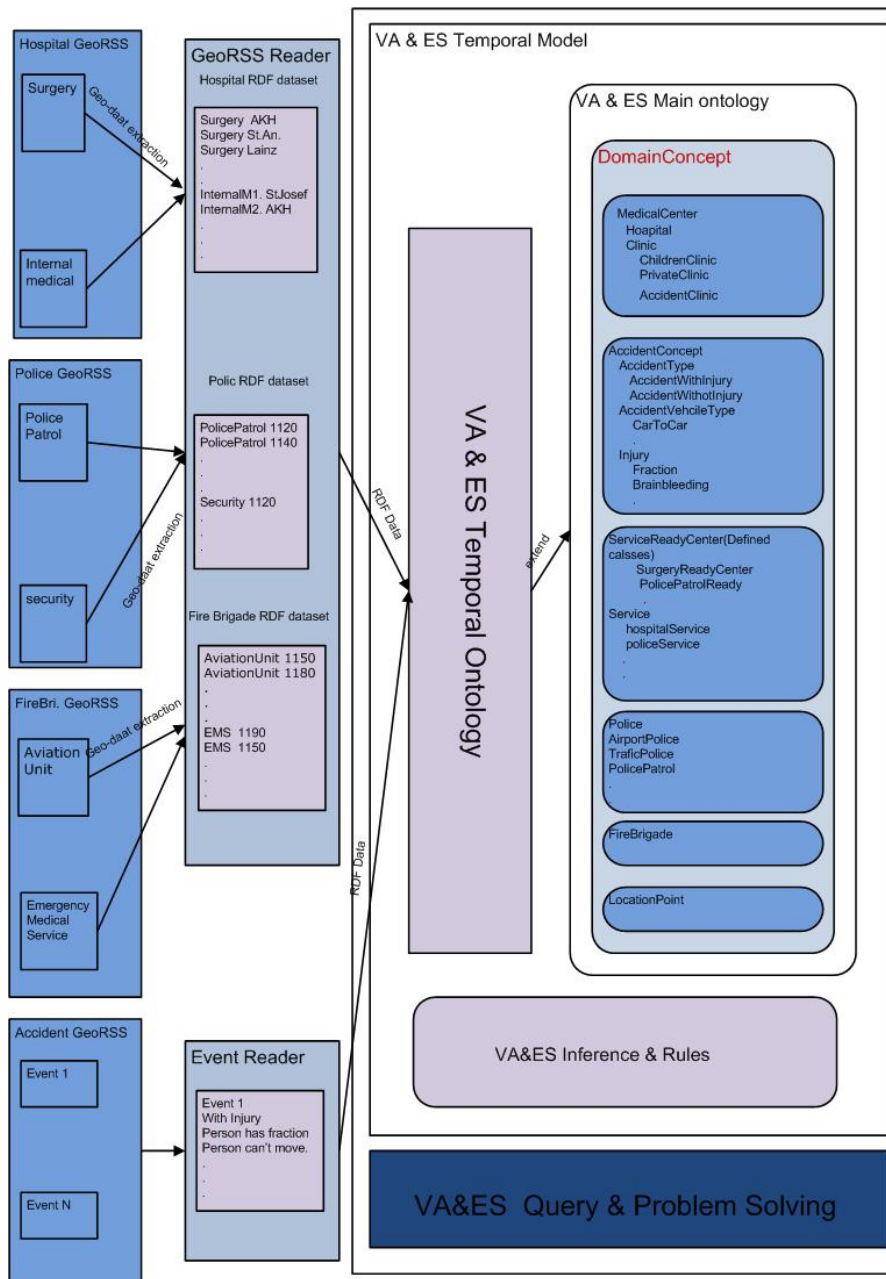 Hospital GeoRSS
Surgery
Geo-daat extraction
Internal
medical
Police GeoRSS
Police
Patrol
security
Geo-daat extraction
FireBri. GeoRSS
Aviation
Unit
Geo-daat extraction
Emergency
Medical
Service
Accident GeoRSS
Event 1
Event N
GeoRSS Reader
Hospital RDF dataset
Surgery AKH
Surgery St.An.
Surgery Lainz
.
.
InternalM1. StJosef
InternalM2. AKH
.
.
.
Polic RDF dataset
PolicePatrol 1120
PolicePatrol 1140
.
.
.
Security 1120
.
.
.
Fire Brigade RDF dataset
AviationUnit 1150
AviationUnit 1180
.
.
.
EMS 1190
EMS 1150
.
.
.
Event Reader
Event 1
With Injury
Person has fraction
Person can't move.
.
.
.
RDF Data
RDF Data
VA & ES Temporal Model
VA & ES Temporal Ontology
extend
VA & ES Main ontology
DomainConcept
MedicalCenter
Hoapital
Clinic
ChildrenClinic
PrivateClinic
AccidentClinic
AccidentConcept
AccidentType
AccidentWithInjury
AccidentWithotInjury
AccidentVehcileType
CarToCar
.
Injury
Fraction
Brainbleeding
.
ServiceReadyCenter(Defined
calsses)
SurgeryReadyCenter
PolicePatrolReady
.
Service
hospitalService
policeService
.
.
Police
AirportPolice
TraficPolice
PolicePatrol
.
.
FireBrigade
LocationPoint
VA&ES Inference & Rules
VA&ES Query & Problem Solving